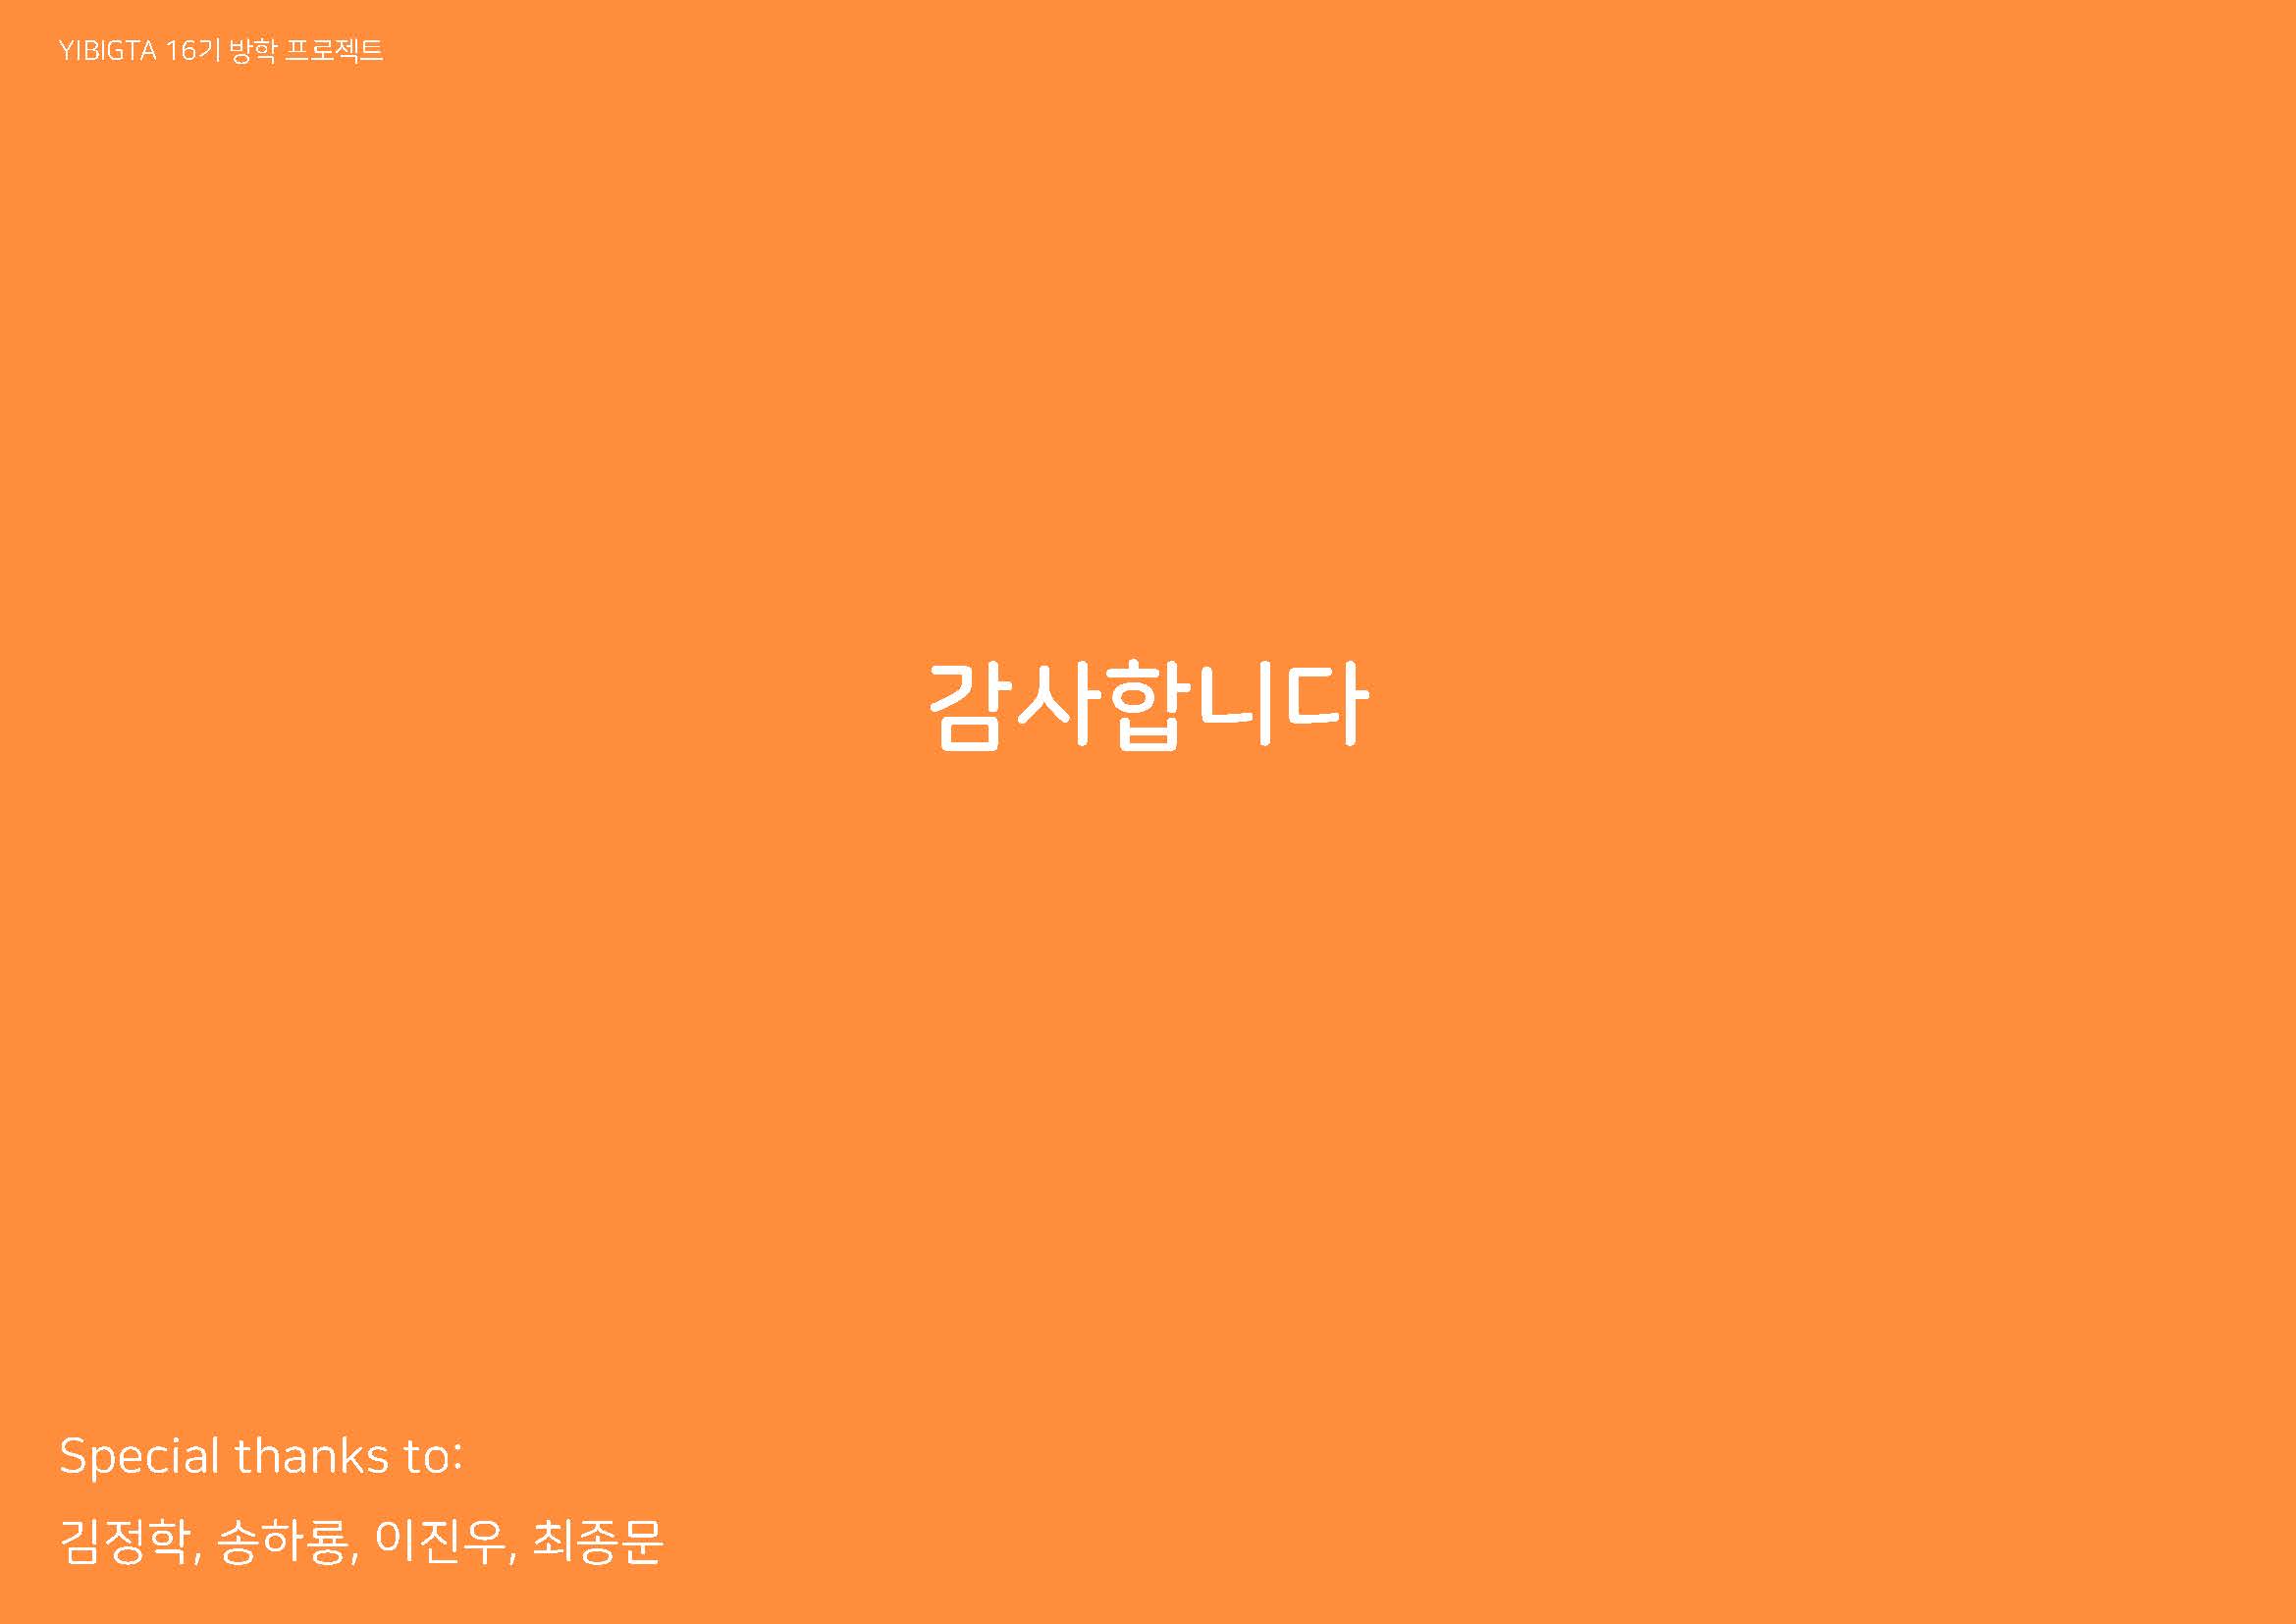 YIBIGTA 16기 방학 프로젝트
감사합니다
Special thanks to:
김정학, 송하룡, 이진우, 최종문